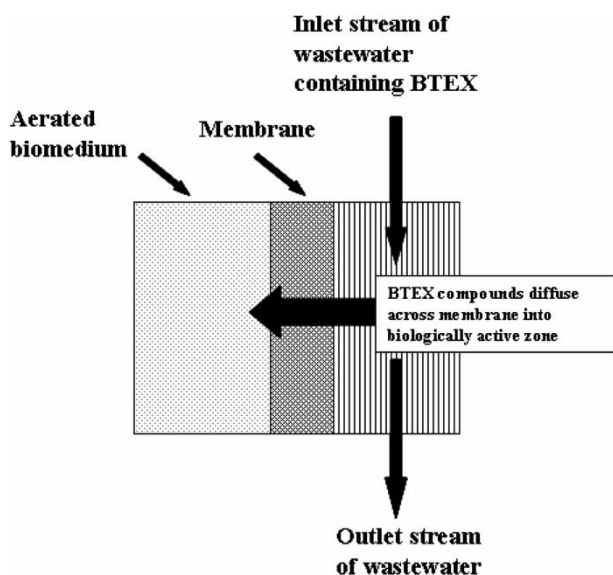 Inlet stream of
wastewater
containing BTEX
Aerated
biomedium
Membrane
BTEX compounds diffuse
across membrane into
biologically active zone
Outlet stream
of wastewater